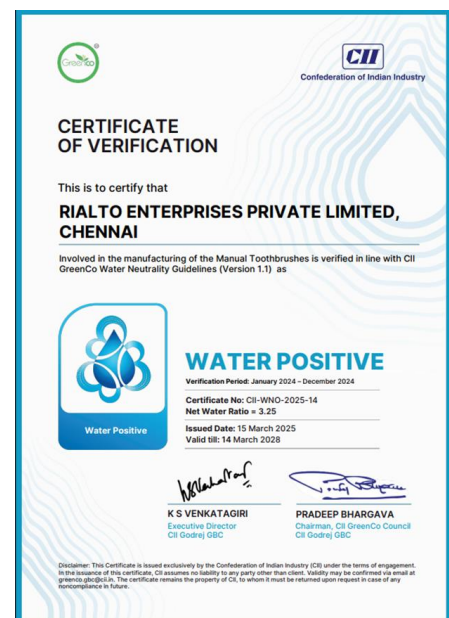 GreenCo
CII
Confederation of Indian Industry
CERTIFICATE
OF VERIFICATION
This is to certify that
RIALTO ENTERPRISES PRIVATE LIMITED,
CHENNAI
Involved in the manufacturing of the Manual Toothbrushes is verified in line with CII
GreenCo Water Neutrality Guidelines (Version 1.1) as
Water Positive
WATER POSITIVE
Verification Period: January 2024 – December 2024
Certificate No: CII-WNO-2025-14
Net Water Ratio = 3.25
Issued Date: 15 March 2025
Valid till: 14 March 2028
K S VENKATAGIRI
Executive Director
CII Godrej GBC
PRADEEP BHARGAVA
Chairman, CII GreenCo Council
CII Godrej GBC
Disclaimer: This Certificate is issued exclusively by the Confederation of Indian Industry (CII) under the terms of engagement.
In the issuance of this certificate, CII assumes no liability to any party other than client. Validity may be confirmed via email at
greenco.gbc@cii.in. The certificate remains the property of CII, to whom it must be returned upon request in case of any
noncompliance in future.